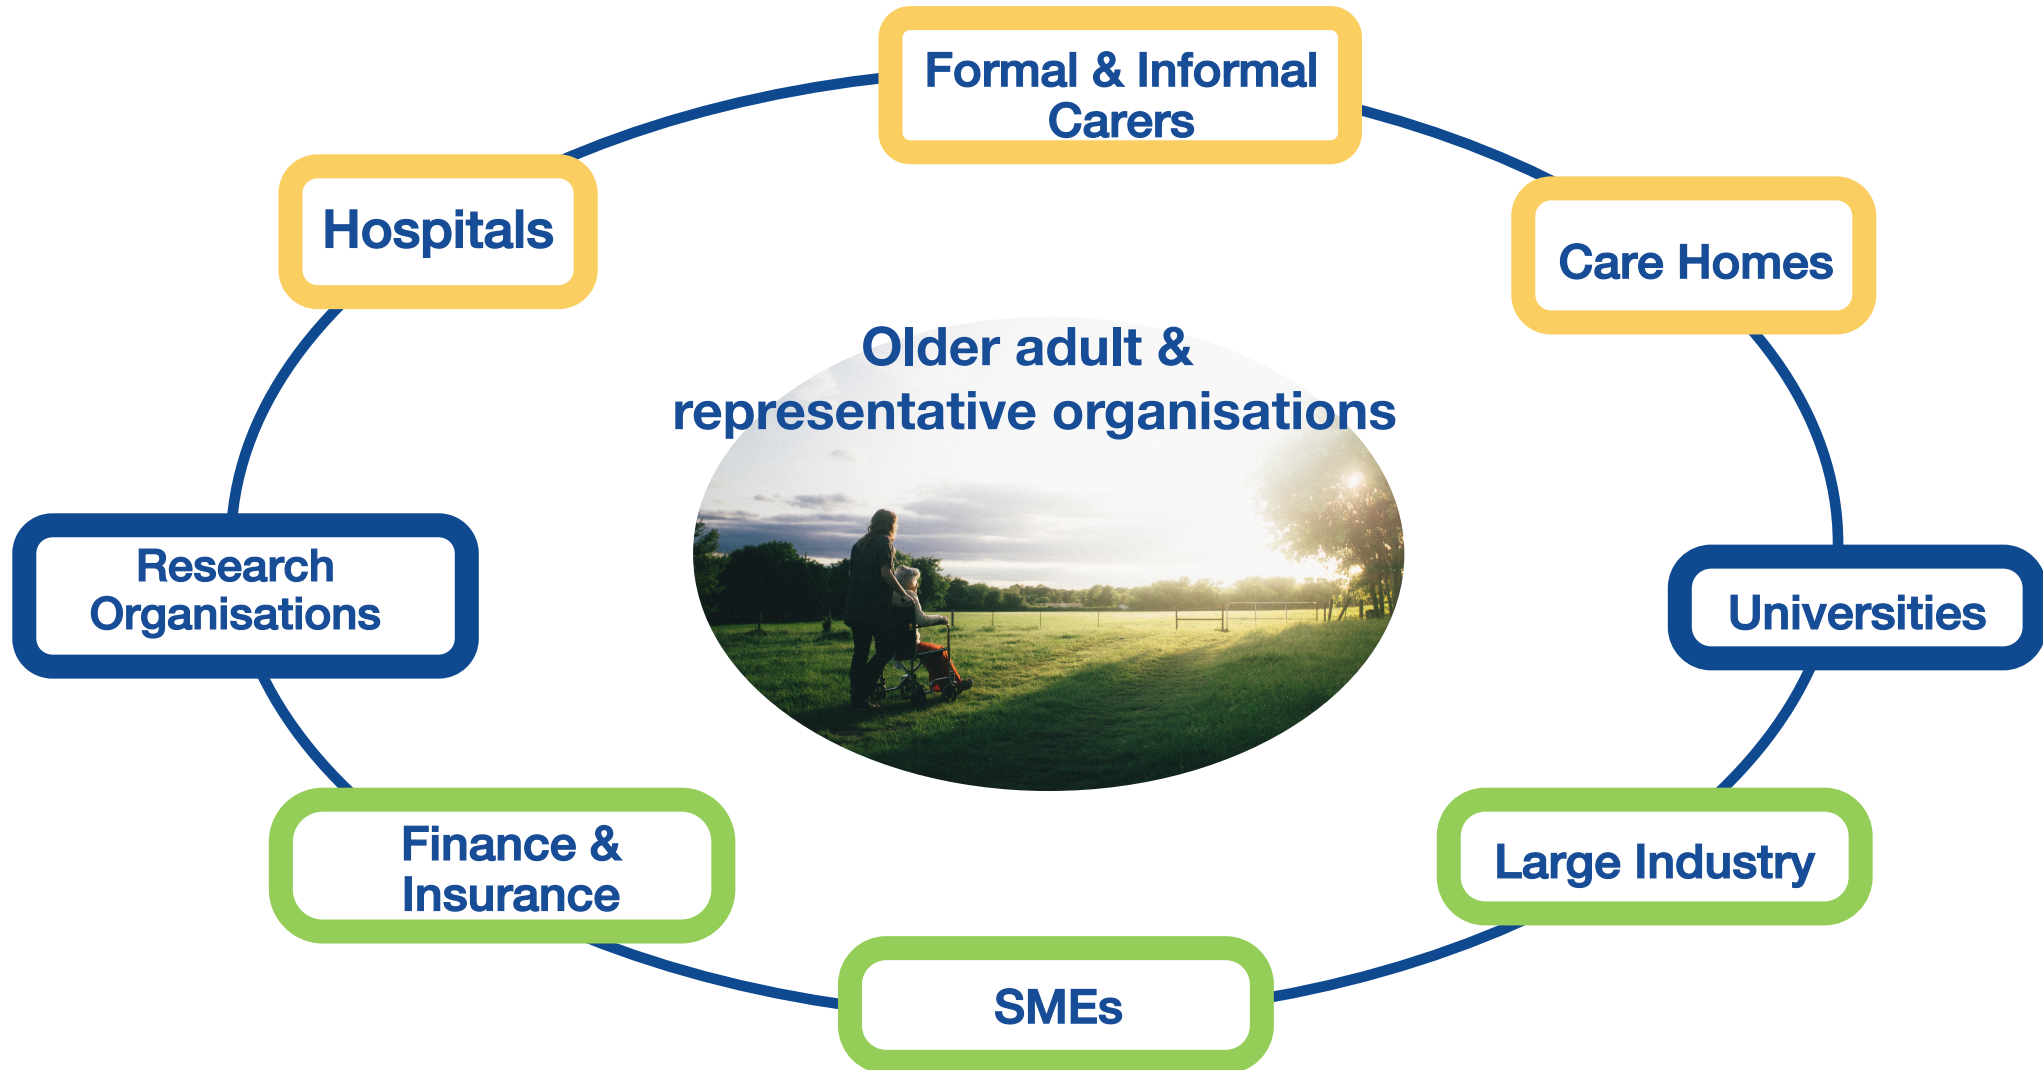 Formal & Informal
Carers
Hospitals
Care Homes
Older adult &
representative organisations
Research
Organisations
Universities
Finance &
Insurance
Large Industry
SMEs